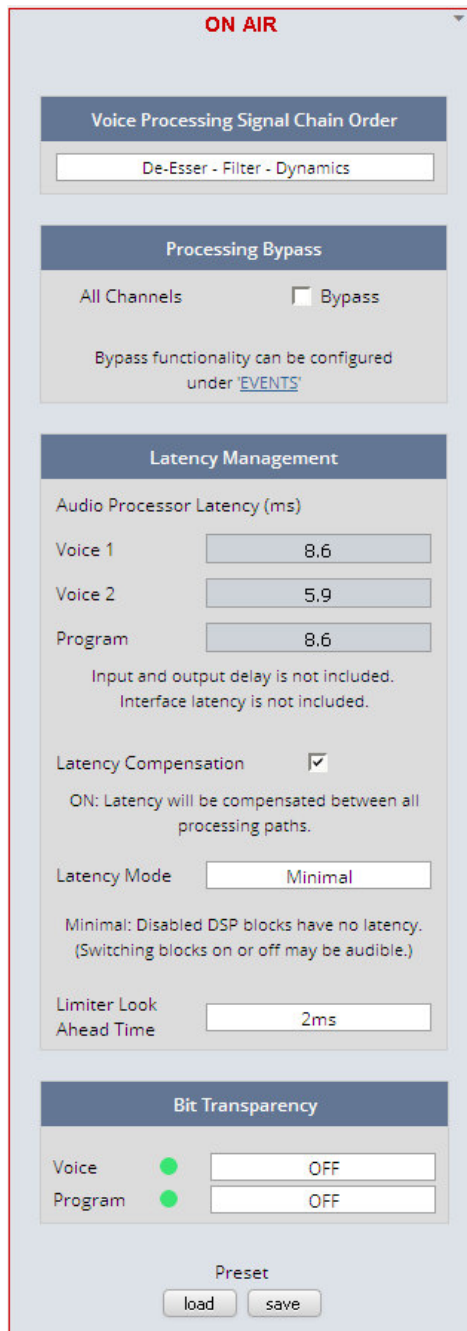 ON AIR
Voice Processing Signal Chain Order
De-Esser - Filter - Dynamics
Processing Bypass
All Channels Bypass
Bypass functionality can be configured
under 'EVENTS'
Latency Management
Audio Processor Latency (ms)
Voice 1 8.6
Voice 2 5.9
Program 8.6
Input and output delay is not included.
Interface latency is not included.
Latency Compensation
ON: Latency will be compensated between all
processing paths.
Latency Mode Minimal
Minimal: Disabled DSP blocks have no latency.
(Switching blocks on or off may be audible.)
Limiter Look
Ahead Time 2ms
Bit Transparency
Voice OFF
Program OFF
Preset
load save